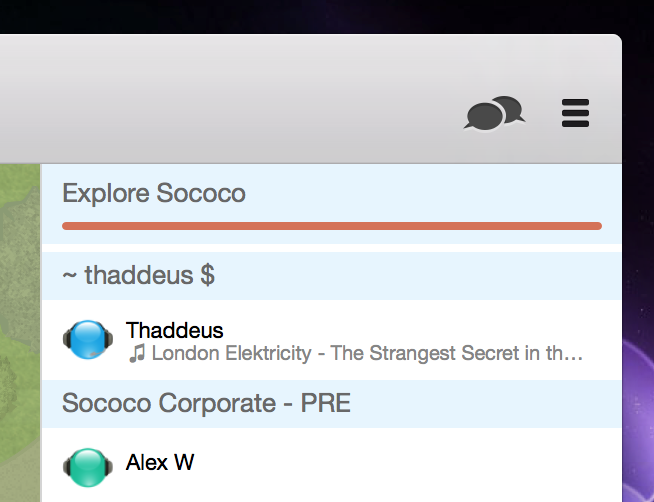 Explore Sococo
~ thaddeus $
Thaddeus
🎵 London Elektricity - The Strangest Secret in th…
Sococo Corporate - PRE
Alex W